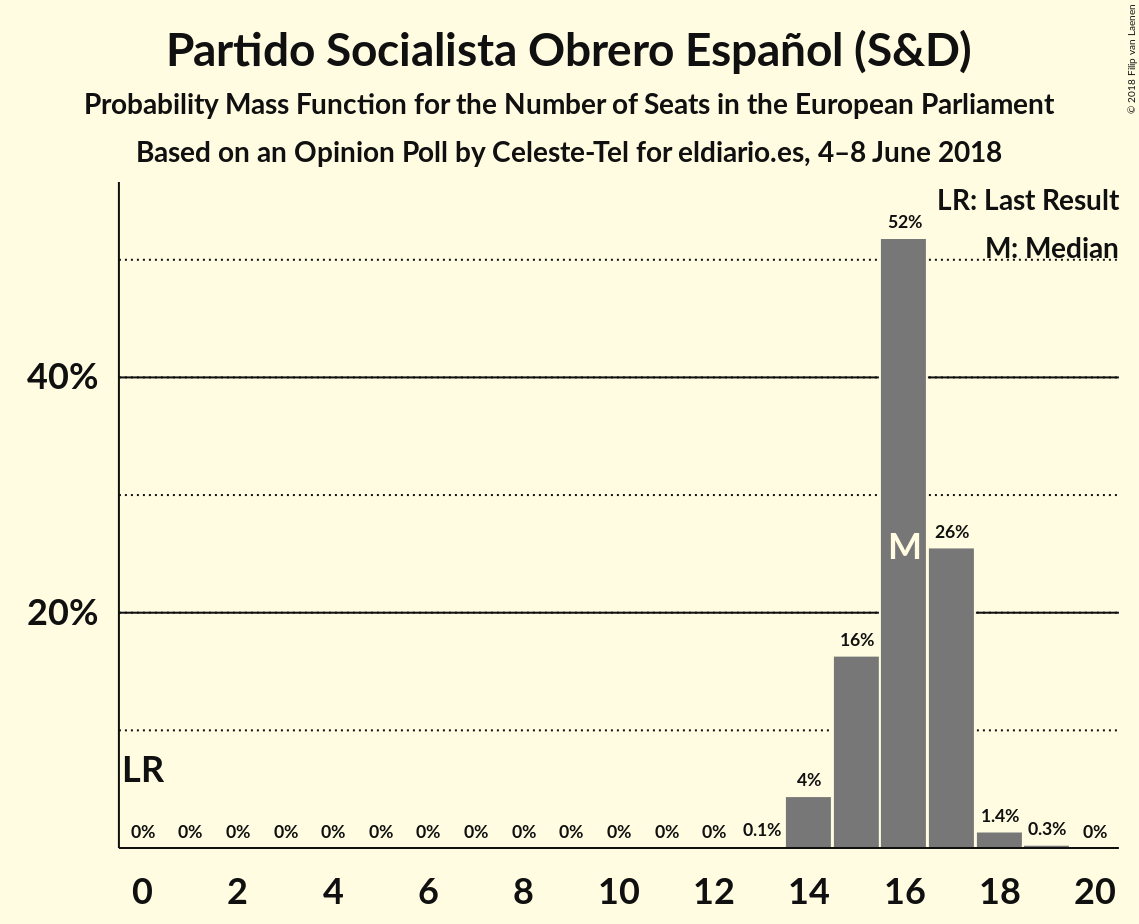 Partido Socialista Obrero Español (S&D)
Probability Mass Function for the Number of Seats in the European Parliament
Based on an Opinion Poll by Celeste-Tel for eldiario.es, 4–8 June 2018
© 2018 Filip van Laenen
LR: Last Result
M: Median
52%
40%
26%
M
20%
16%
LR
4%
0% 0% 0% 0% 0% 0% 0% 0% 0% 0% 0% 0% 0% 0.1% 1.4% 0.3% 0%
0 2 4 6 8 10 12 14 16 18 20